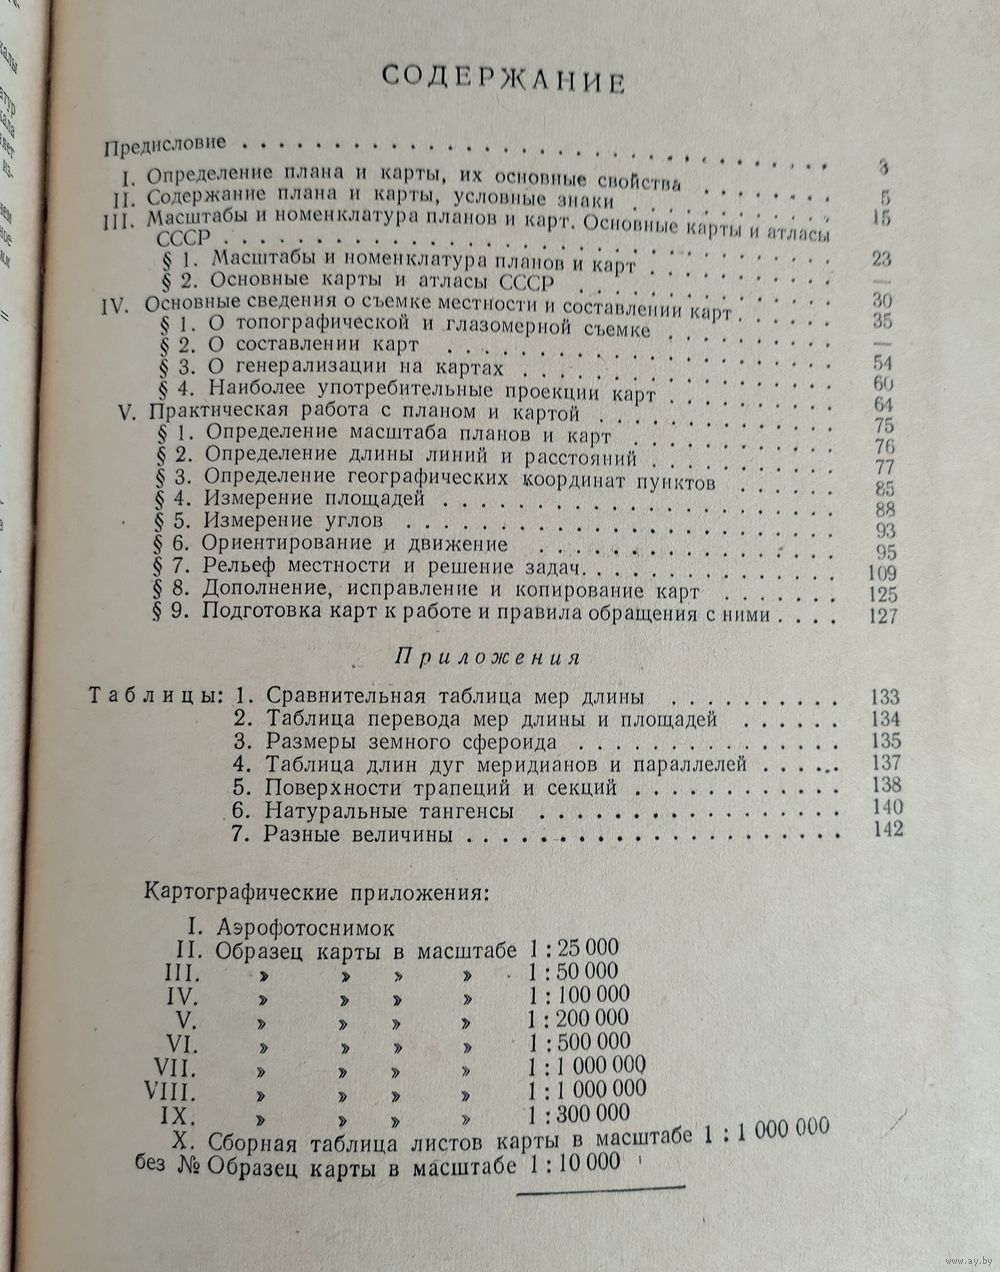 СОДЕРЖАНИЕ
Предисловие . . . . . . . . . . . . . . . . . . . . 3
I. Определение плана и карты, их основные свойства . . . . . . 5
II. Содержание плана и карты, условные знаки . . . . . . . . . 15
III. Масштабы и номенклатура планов и карт. Основные карты и атласы
СССР . . . . . . . . . . . . . . . . . . . . 23
§ 1. Масштабы и номенклатура планов и карт . . . . . . . . —
§ 2. Основные карты и атласы СССР . . . . . . . . . . 30
IV. Основные сведения о съемке местности и составлении карт . . . . . 35
§ 1. О топографической и глазомерной съемке . . . . . . . —
§ 2. О составлении карт . . . . . . . . . . . . . . 54
§ 3. О генерализации на картах . . . . . . . . . . . . 60
§ 4. Наиболее употребительные проекции карт . . . . . . . . 64
V. Практическая работа с планом и картой . . . . . . . . . . 75
§ 1. Определение масштаба планов и карт . . . . . . . . . 76
§ 2. Определение длины линий и расстояний . . . . . . . . 77
§ 3. Определение географических координат пунктов . . . . . . 85
§ 4. Измерение площадей . . . . . . . . . . . . . . 88
§ 5. Измерение углов . . . . . . . . . . . . . . . . 93
§ 6. Ориентирование и движение . . . . . . . . . . . . 95
§ 7. Рельеф местности и решение задач. . . . . . . . . . . 109
§ 8. Дополнение, исправление и копирование карт . . . . . . . 125
§ 9. Подготовка карт к работе и правила обращения с ними . . . . 127
Приложения
Таблицы: 1. Сравнительная таблица мер длины . . . . . . . . . . 133
2. Таблица перевода мер длины и площадей . . . . . . 134
3. Размеры земного сфероида . . . . . . . . . . . . . 135
4. Таблица длин дуг меридианов и параллелей . . . . . . 137
5. Поверхности трапеций и секций . . . . . . . . . . . 138
6. Натуральные тангенсы . . . . . . . . . . . . . . . 140
7. Разные величины . . . . . . . . . . . . . . . . . . 142
Картографические приложения:
I. Аэрофотоснимок
II. Образец карты в масштабе 1 : 25 000
III. » » » » 1 : 50 000
IV. » » » » 1 : 100 000
V. » » » » 1 : 200 000
VI. » » » » 1 : 500 000
VII. » » » » 1 : 1 000 000
VIII. » » » » 1 : 1 000 000
IX. » » » » 1 : 300 000
X. Сборная таблица листов карты в масштабе 1 : 1 000 000
без № Образец карты в масштабе 1 : 10 000
www.ay.by